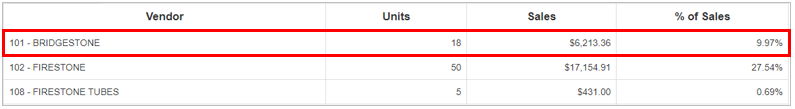 Vendor Units Sales % of Sales
101 - BRIDGESTONE 18 $6,213.36 9.97%
102 - FIRESTONE 50 $17,154.91 27.54%
108 - FIRESTONE TUBES 5 $431.00 0.69%